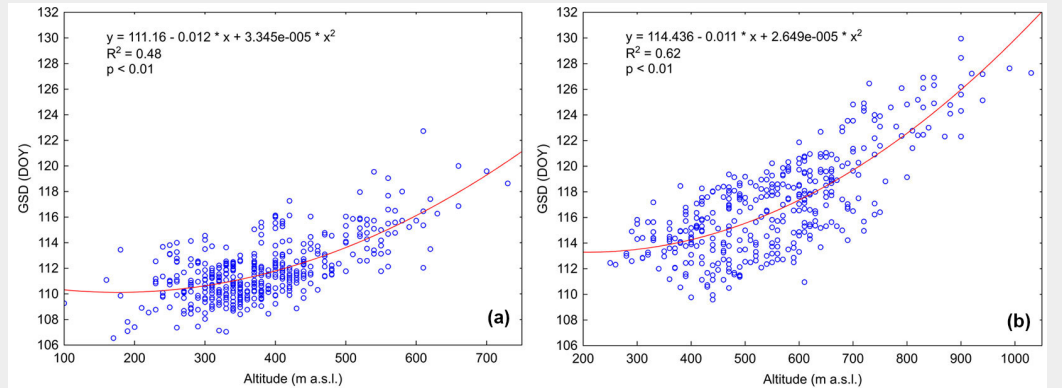 y = 111.16 - 0.012 * x + 3.345e-005 * x²
R² = 0.48
p < 0.01
132
130
128
126
124
122
120
118
116
114
112
110
108
106
GSD (DOY)
100 200 300 400 500 600 700
Altitude (m a.s.l.)
(a)
y = 114.436 - 0.011 * x + 2.649e-005 * x²
R² = 0.62
p < 0.01
132
130
128
126
124
122
120
118
116
114
112
110
108
106
GSD (DOY)
200 300 400 500 600 700 800 900 1000
Altitude (m a.s.l.)
(b)